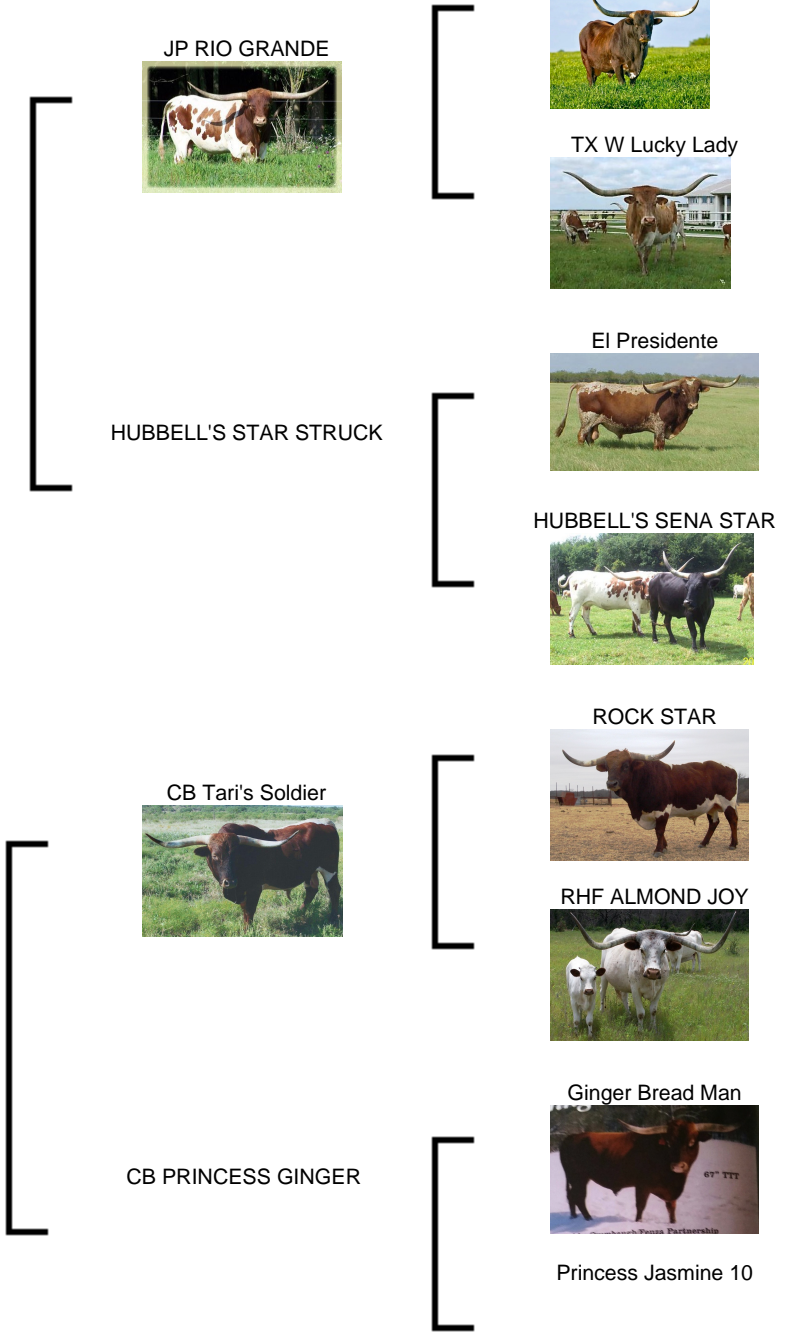 JP RIO GRANDE
TX W Lucky Lady
El Presidente
HUBBELL'S STAR STRUCK
HUBBELL'S SENA STAR
ROCK STAR
CB Tari's Soldier
RHF ALMOND JOY
Ginger Bread Man
67" TTT
Partnership
CB PRINCESS GINGER
Princess Jasmine 10